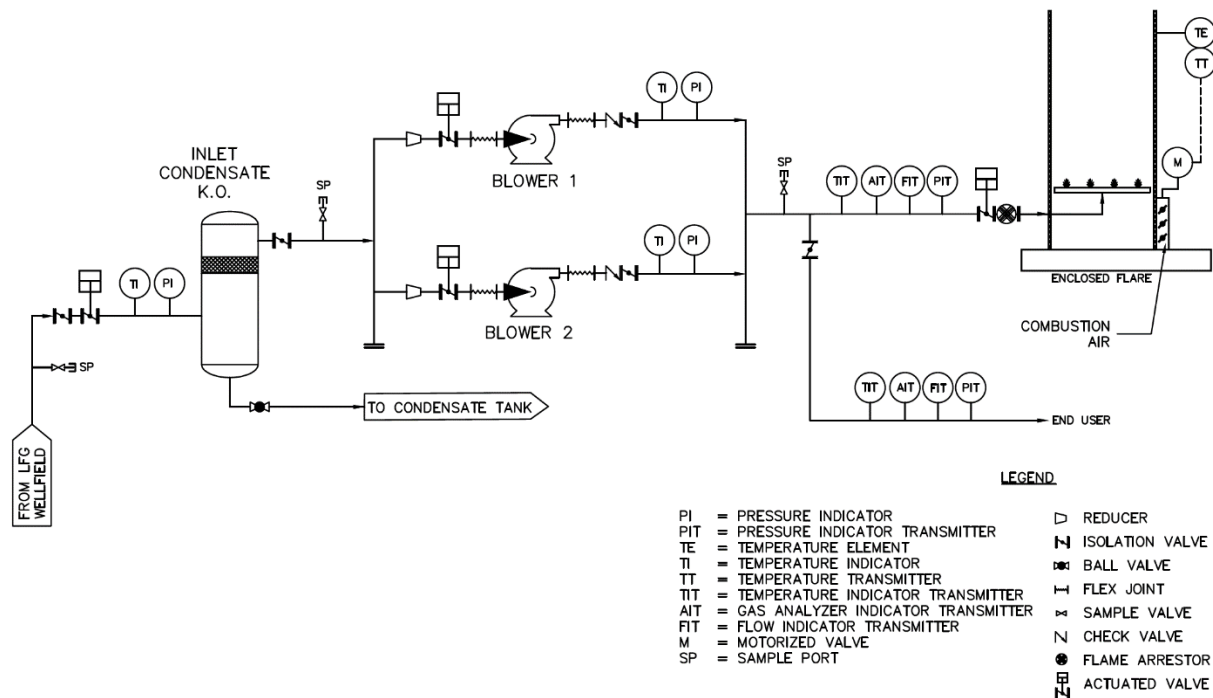 INLET
CONDENSATE
K.O.
SP
TI
PI
SP
FROM LFG
WELLFIELD
TO CONDENSATE TANK
BLOWER 1
TI
PI
BLOWER 2
TI
PI
SP
TIT
AIT
FIT
PIT
TE
TT
M
ENCLOSED FLARE
COMBUSTION
AIR
TIT
AIT
FIT
PIT
END USER
LEGEND
PI = PRESSURE INDICATOR
PIT = PRESSURE INDICATOR TRANSMITTER
TE = TEMPERATURE ELEMENT
TI = TEMPERATURE INDICATOR
TT = TEMPERATURE TRANSMITTER
TIT = TEMPERATURE INDICATOR TRANSMITTER
AIT = GAS ANALYZER INDICATOR TRANSMITTER
FIT = FLOW INDICATOR TRANSMITTER
M = MOTORIZED VALVE
SP = SAMPLE PORT
REDUCER
ISOLATION VALVE
BALL VALVE
FLEX JOINT
SAMPLE VALVE
CHECK VALVE
FLAME ARRESTOR
ACTUATED VALVE